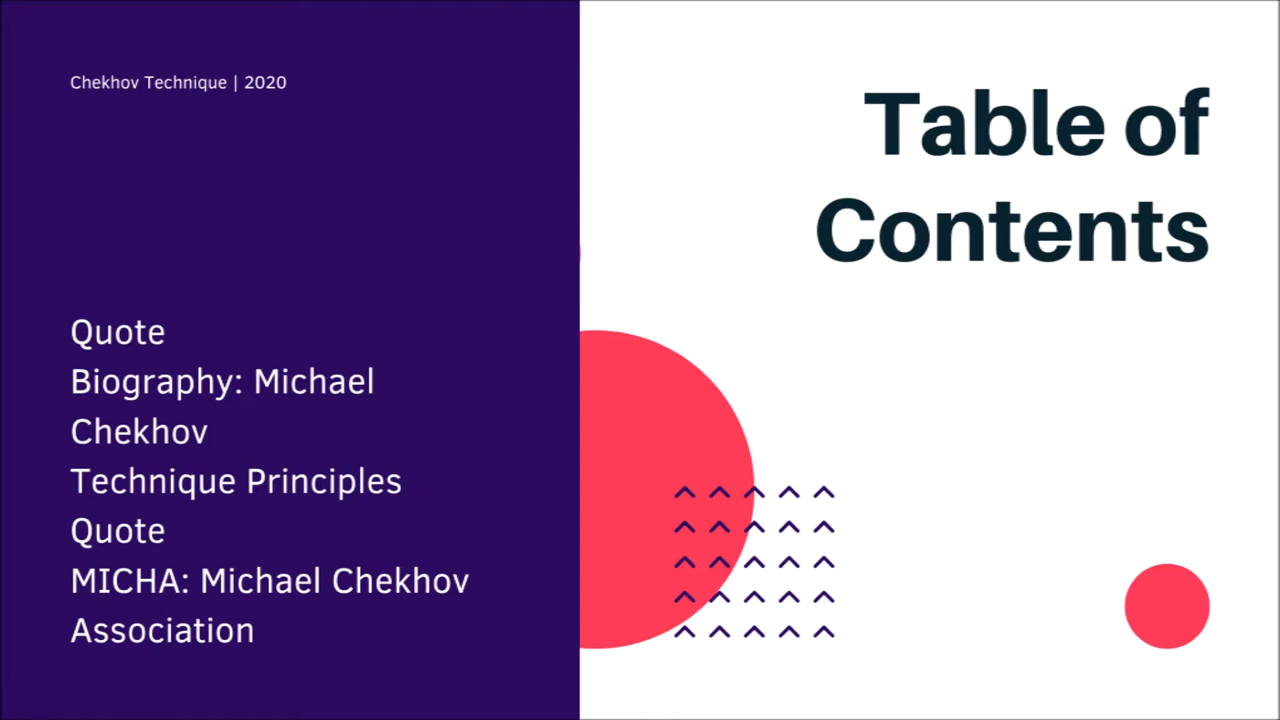 Chekhov Technique | 2020
Table of
Contents
Quote
Biography: Michael
Chekhov
Technique Principles
Quote
MICHA: Michael Chekhov
Association